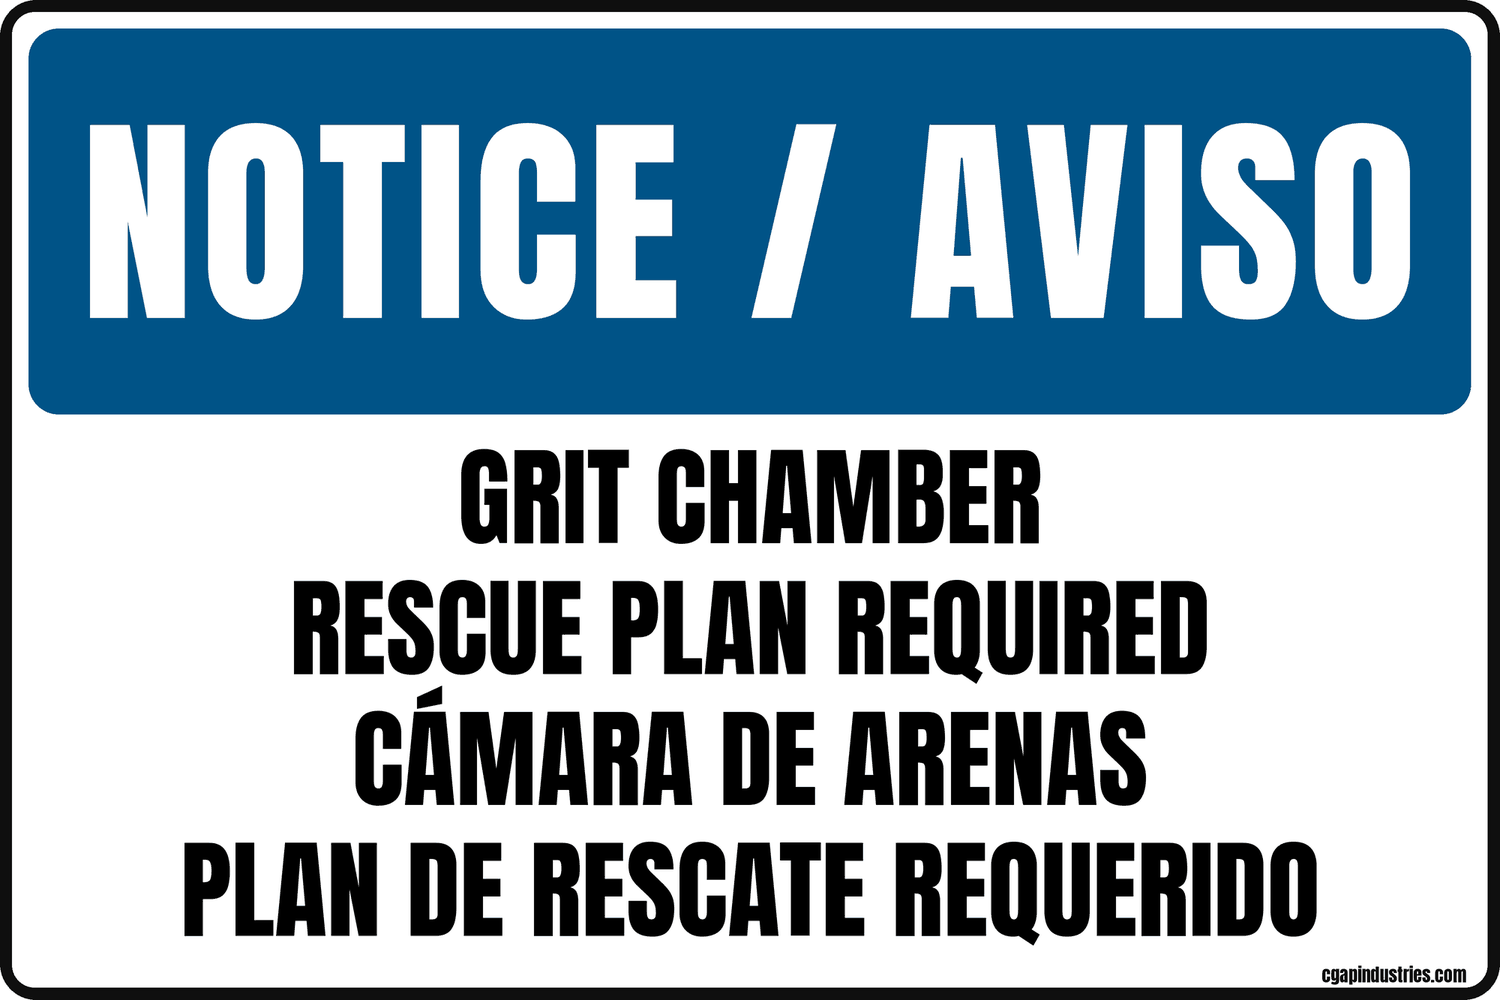 NOTICE / AVISO
GRIT CHAMBER
RESCUE PLAN REQUIRED
CÁMARA DE ARENAS
PLAN DE RESCATE REQUERIDO
cgapindustries.com